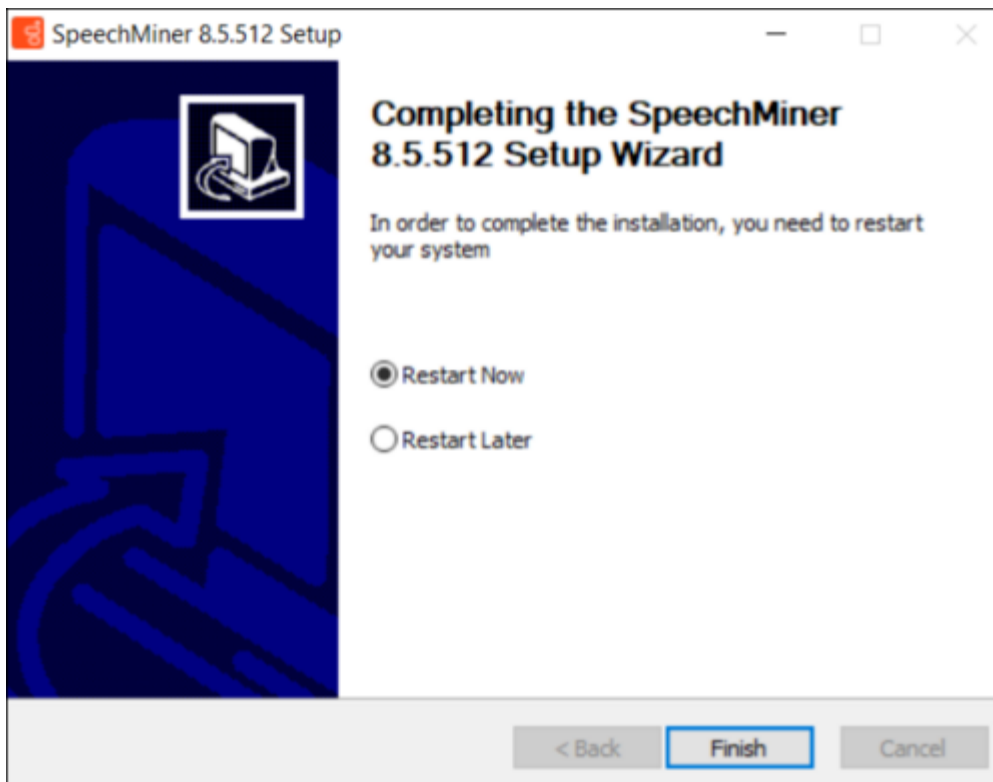 SpeechMiner 8.5.512 Setup
Completing the SpeechMiner
8.5.512 Setup Wizard
In order to complete the installation, you need to restart
your system
Restart Now
Restart Later
< Back
Finish
Cancel